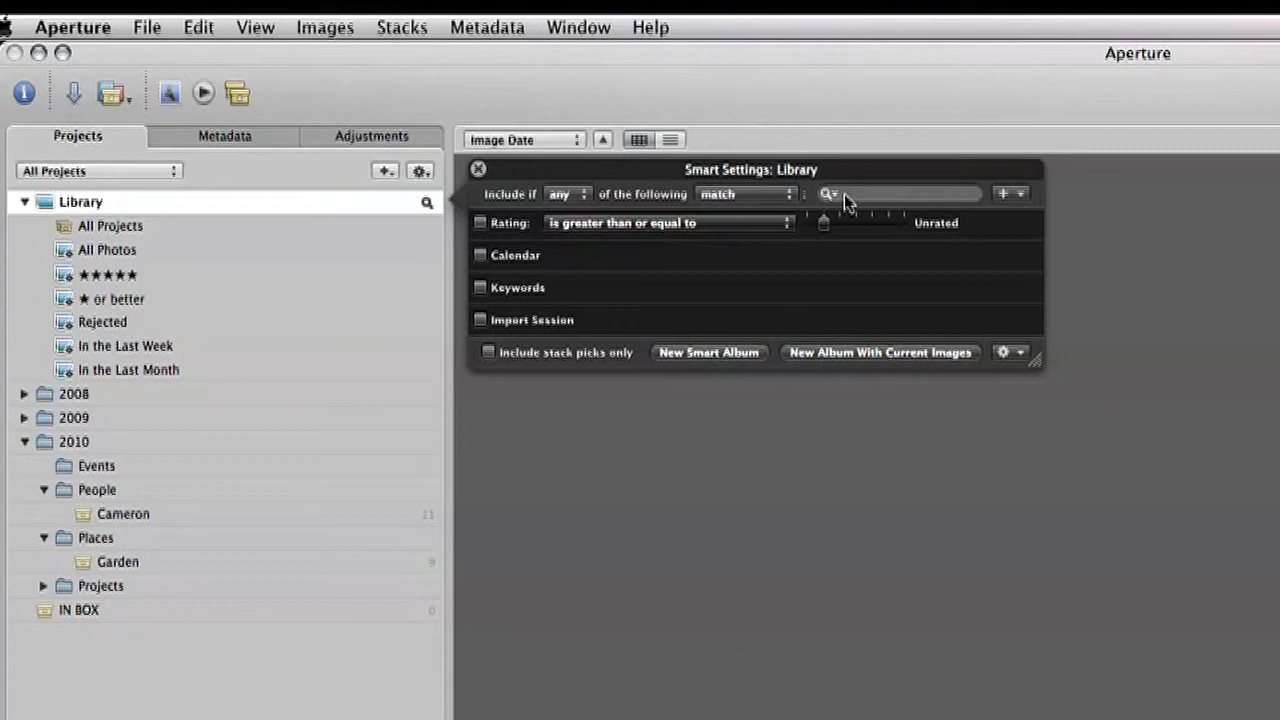 Aperture File Edit View Images Stacks Metadata Window Help
Aperture
Projects Metadata Adjustments
Image Date
All Projects
Smart Settings: Library
Include if any of the following match :
Library
Rating: is greater than or equal to Unrated
All Projects
All Photos
Calendar
★★★★★
Keywords
★ or better
Rejected
Import Session
In the Last Week
Include stack picks only New Smart Album New Album With Current Images
In the Last Month
2008
2009
2010
Events
People
Cameron 11
Places
Garden 9
Projects
IN BOX 0